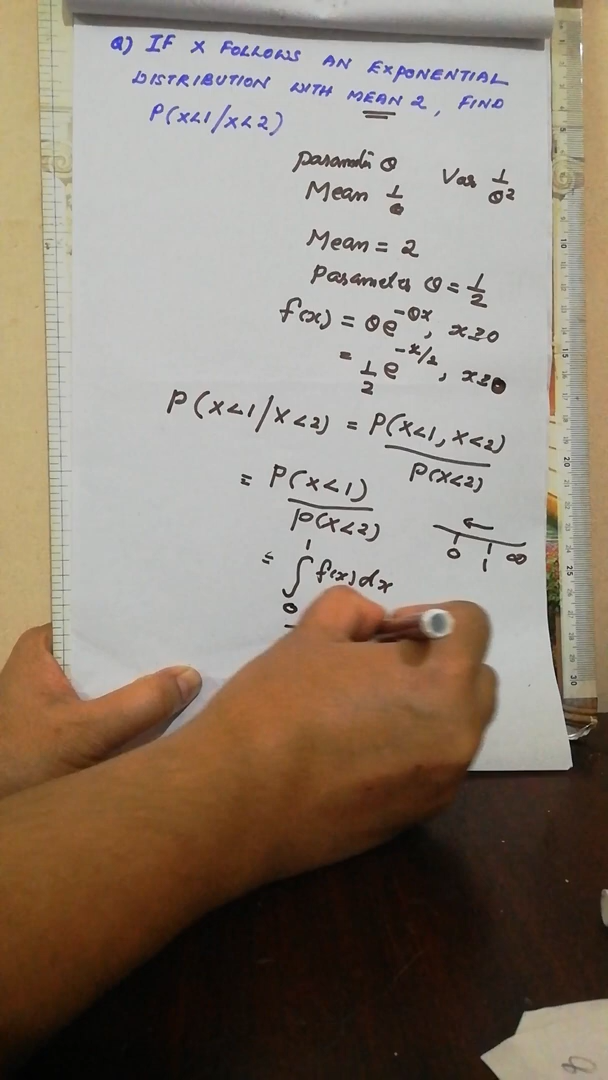 Q) IF X FOLLOWS AN EXPONENTIAL
DISTRIBUTION WITH MEAN 2, FIND
P(X<1/X<2)
Mean 1/θ
Var 1/θ²
Mean = 2
Parameter θ = 1/2
f(x) = θe^{-θx}, x≥0
= 1/2 e^{-x/2}, x≥0
P(X<1/X<2) = P(X<1, X<2)
P(X<2)
= P(X<1)
P(X<2)
0 1 ∞
= ∫₀¹ f(x) dx